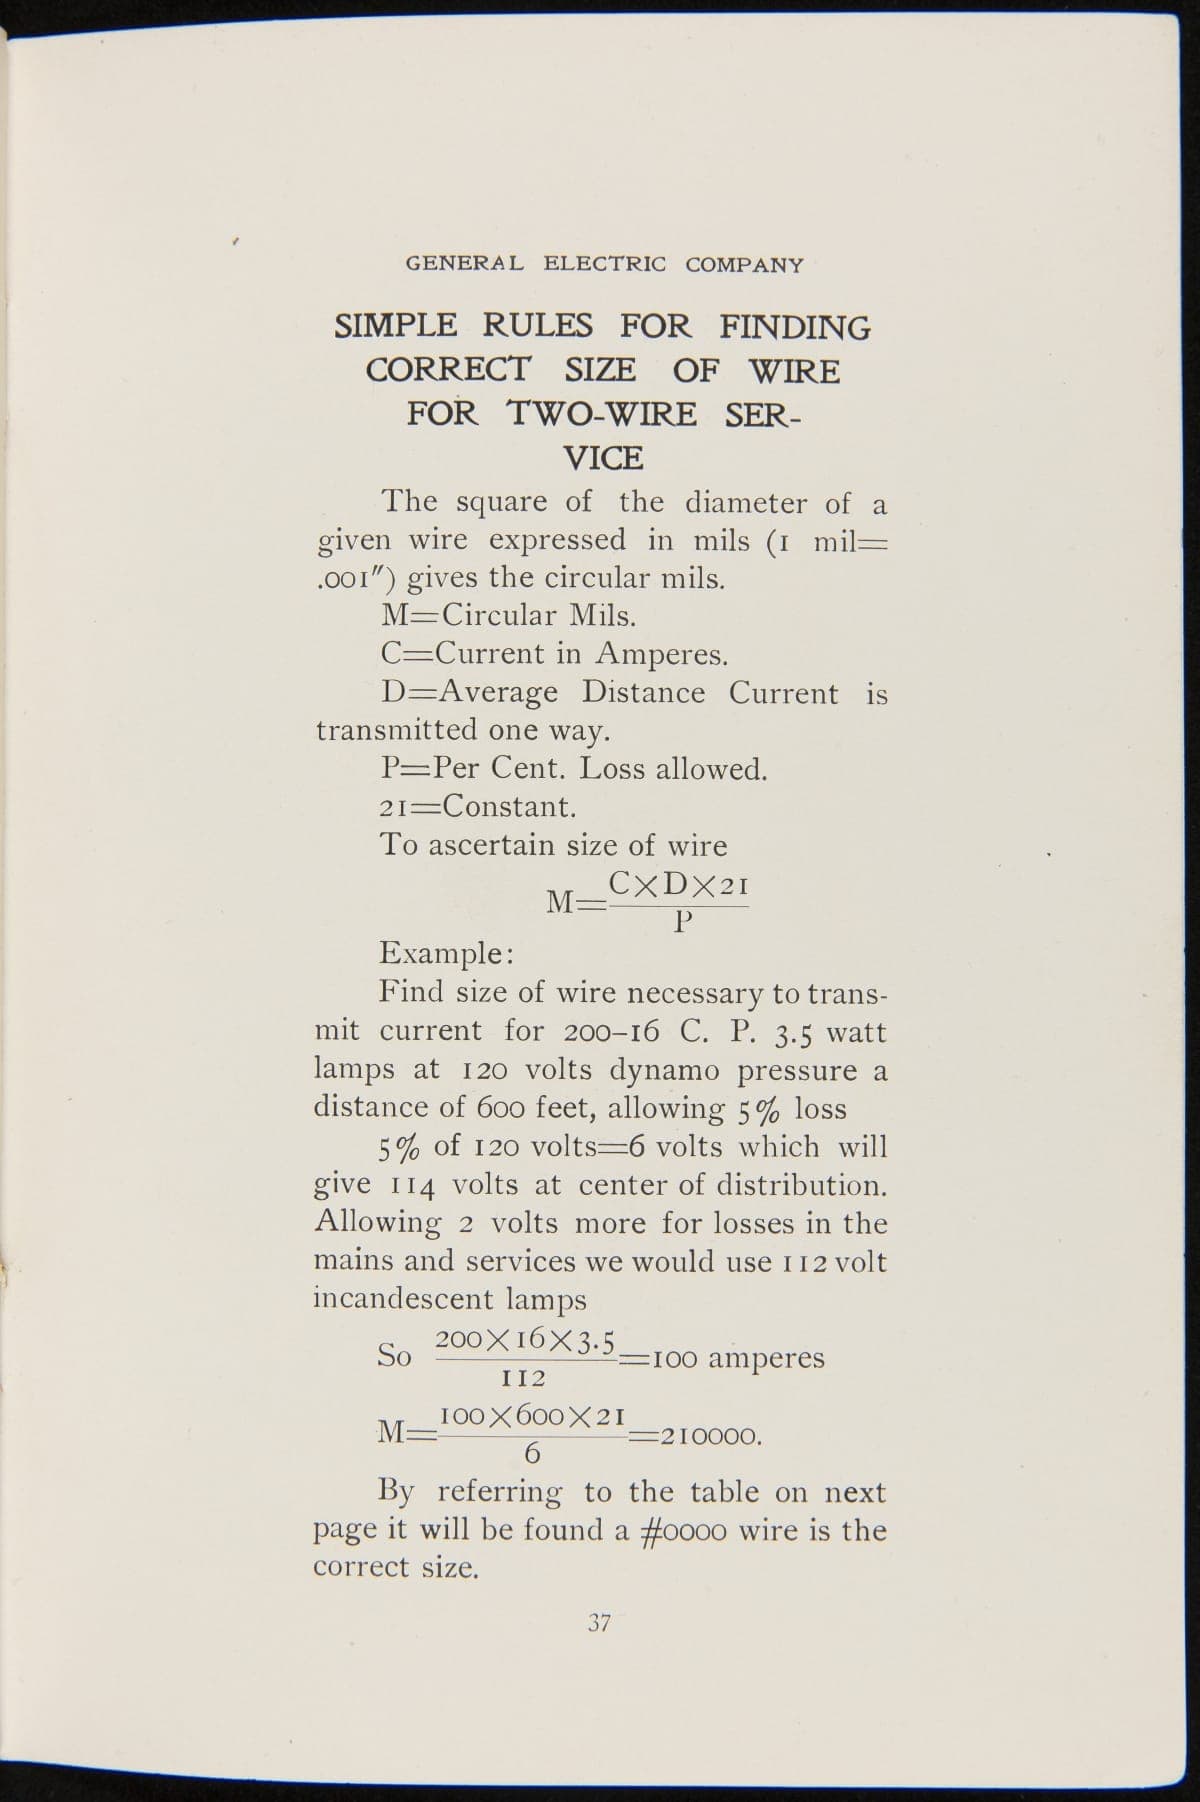 GENERAL ELECTRIC COMPANY
SIMPLE RULES FOR FINDING
CORRECT SIZE OF WIRE
FOR TWO-WIRE SER-
VICE
The square of the diameter of a
given wire expressed in mils (1 mil=
.001″) gives the circular mils.
M=Circular Mils.
C=Current in Amperes.
D=Average Distance Current is
transmitted one way.
P=Per Cent. Loss allowed.
21=Constant.
To ascertain size of wire
M=C×D×21
P
Example:
Find size of wire necessary to trans-
mit current for 200–16 C. P. 3.5 watt
lamps at 120 volts dynamo pressure a
distance of 600 feet, allowing 5% loss
5% of 120 volts=6 volts which will
give 114 volts at center of distribution.
Allowing 2 volts more for losses in the
mains and services we would use 112 volt
incandescent lamps
So 200×16×3.5=100 amperes
112
M=100×600×21=210000.
6
By referring to the table on next
page it will be found a #0000 wire is the
correct size.
37